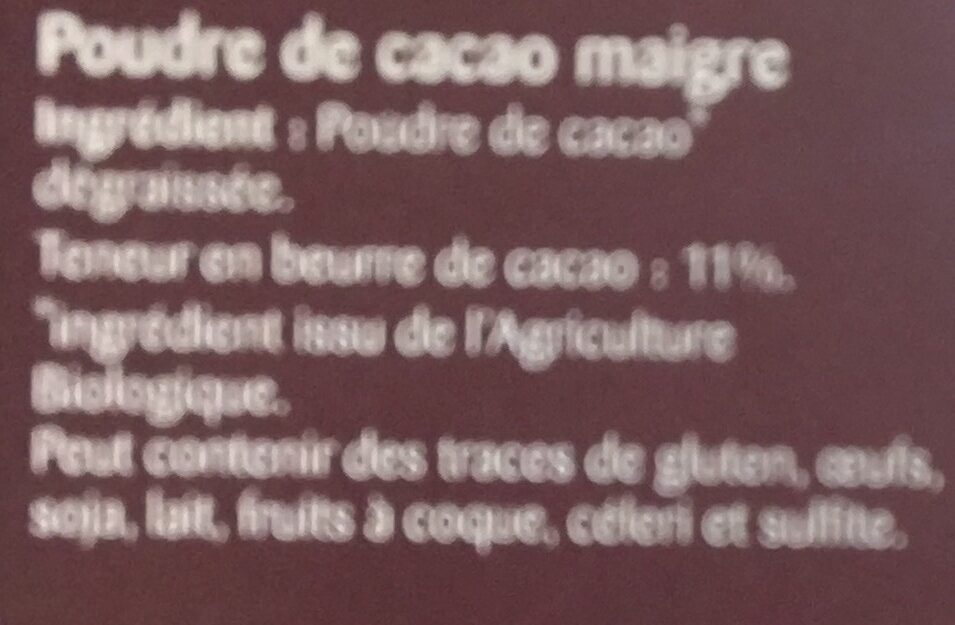 Poudre de cacao maigre
Ingrédient : Poudre de cacao*
dégraissée.
Teneur en beurre de cacao : 11%.
*Ingrédient issu de l'Agriculture
Biologique.
Peut contenir des traces de gluten, œufs,
soja, lait, fruits à coque, céleri et sulfite.